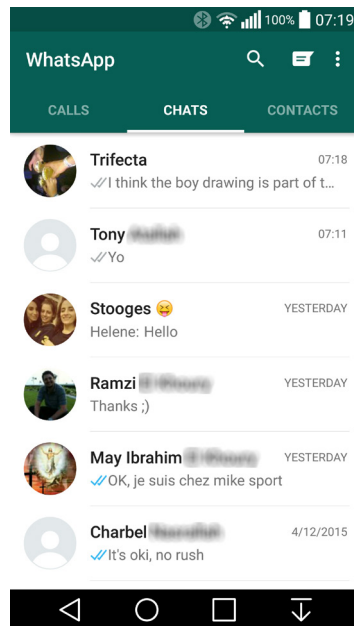 100% 07:19
WhatsApp
CALLS CHATS CONTACTS
Trifecta 07:18
I think the boy drawing is part of t...
Tony 07:11
Yo
Stooges 😝 YESTERDAY
Helene: Hello
Ramzi YESTERDAY
Thanks ;)
May Ibrahim YESTERDAY
OK, je suis chez mike sport
Charbel 4/12/2015
It's oki, no rush